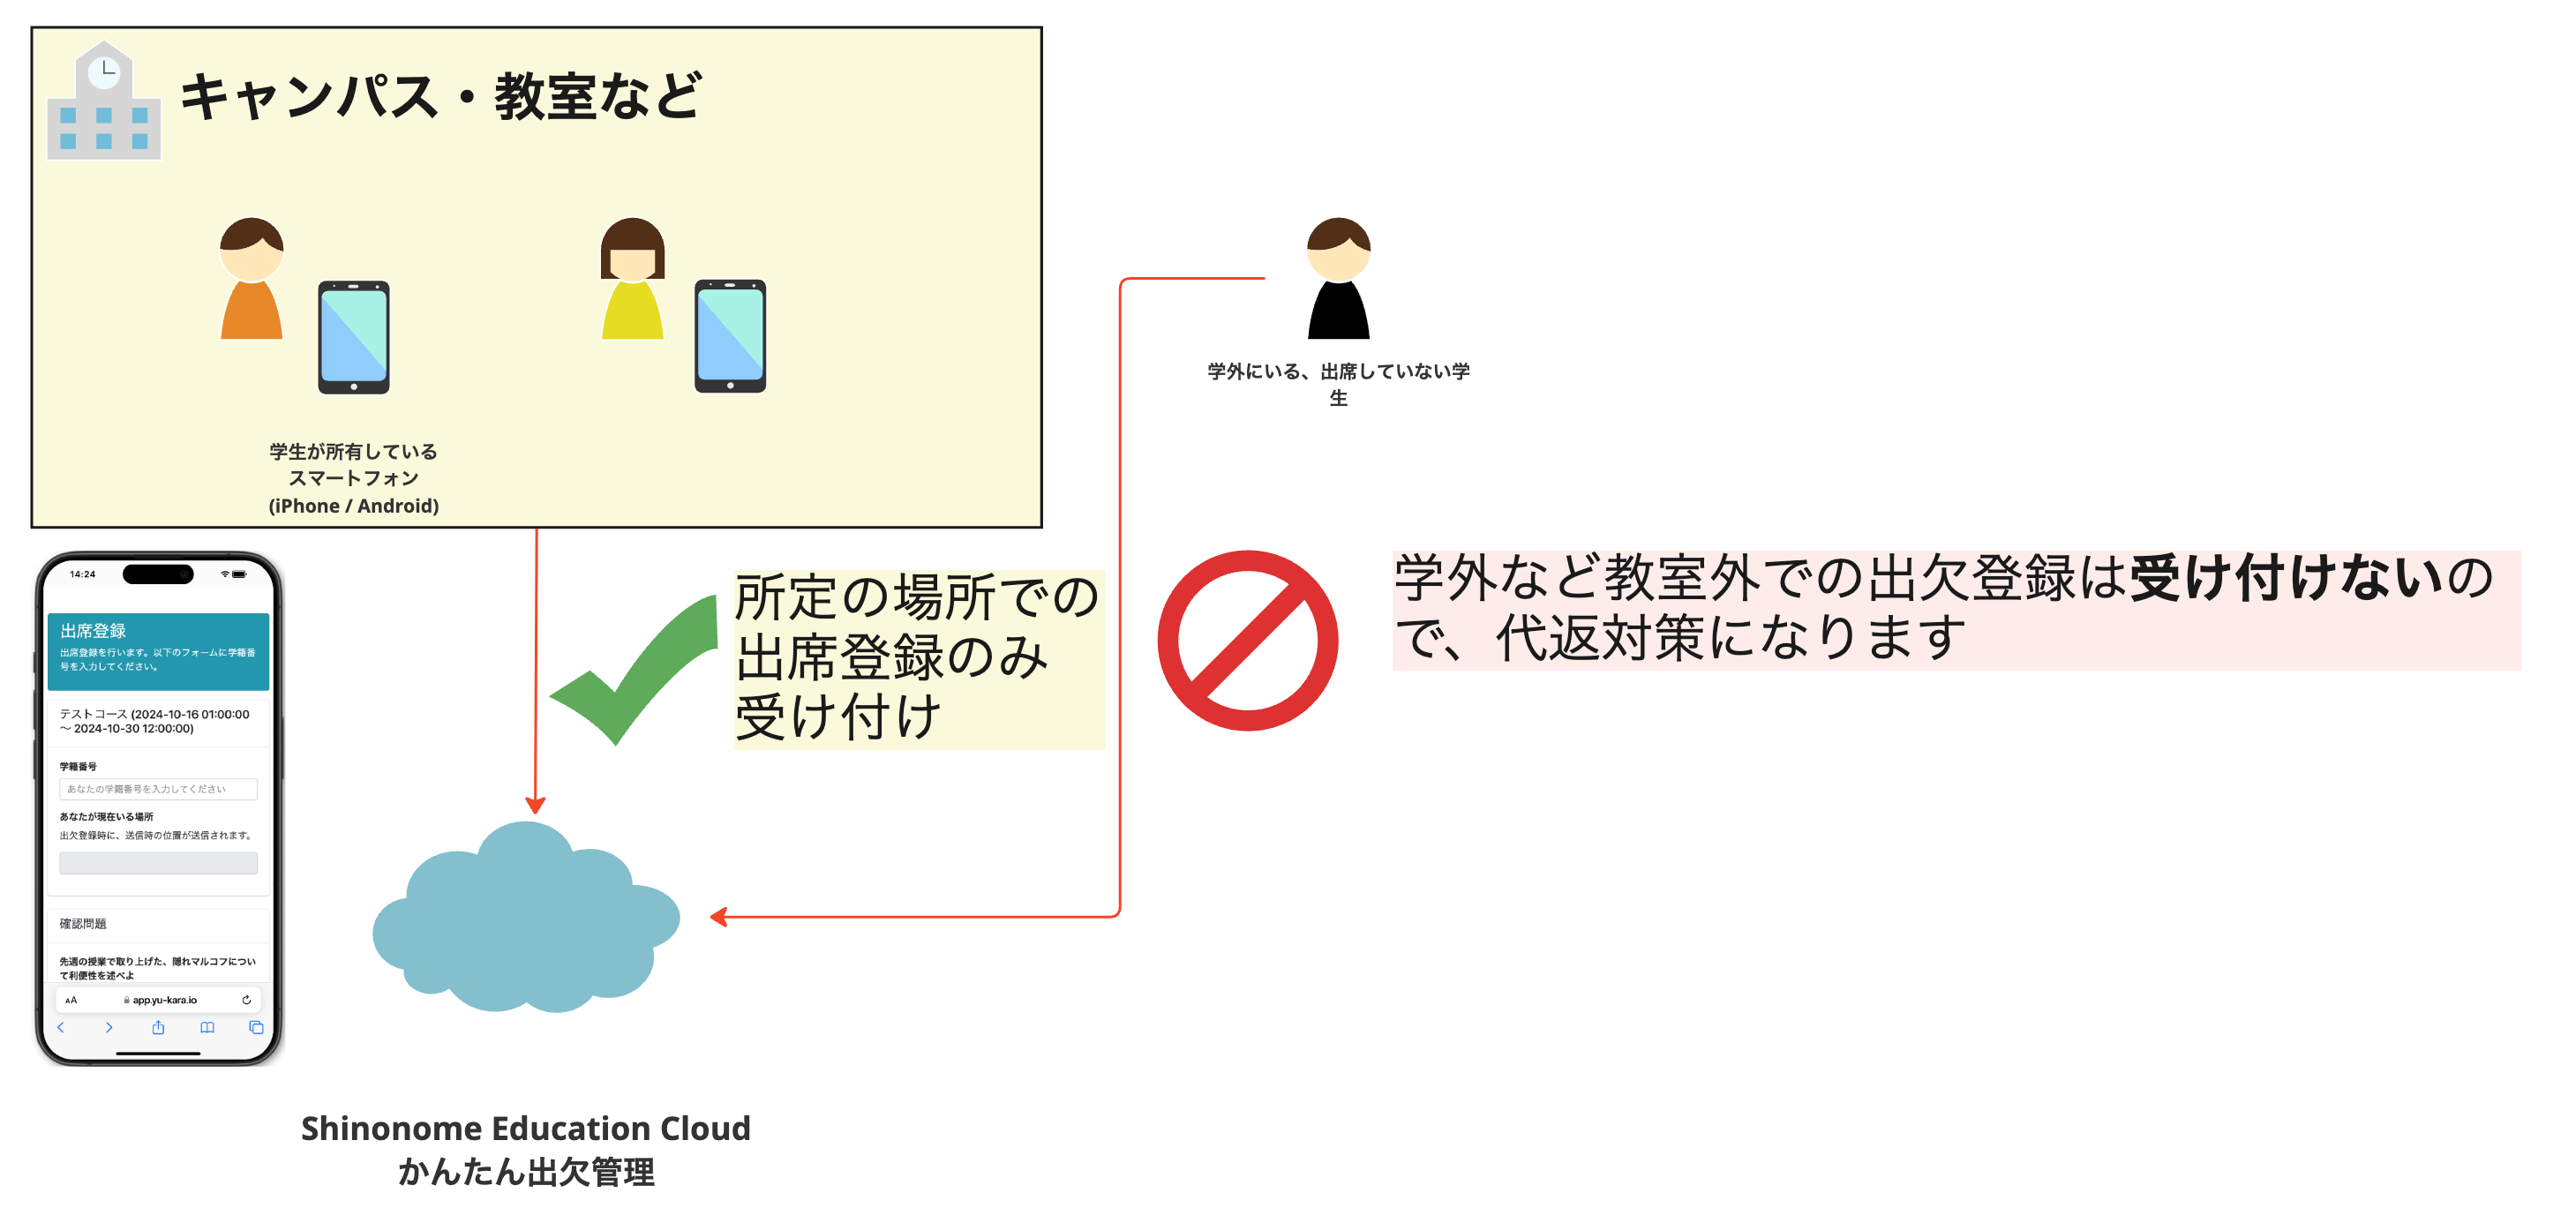 キャンパス・教室など
学生が所有している
スマートフォン
(iPhone / Android)
学外にいる、出席していない学
生
14:24
出席登録
出席登録を行います。以下のフォームに学籍番
号を入力してください。
テストコース (2024-10-16 01:00:00
〜 2024-10-30 12:00:00)
学籍番号
あなたの学籍番号を入力してください
あなたが現在いる場所
出欠登録時に、送信時の位置が送信されます。
確認問題
先週の授業で取り上げた、隠れマルコフについ
て利便性を述べよ
AA
app.yu-kara.io
所定の場所での
出席登録のみ
受け付け
学外など教室外での出欠登録は受け付けないの
で、代返対策になります
Shinonome Education Cloud
かんたん出欠管理